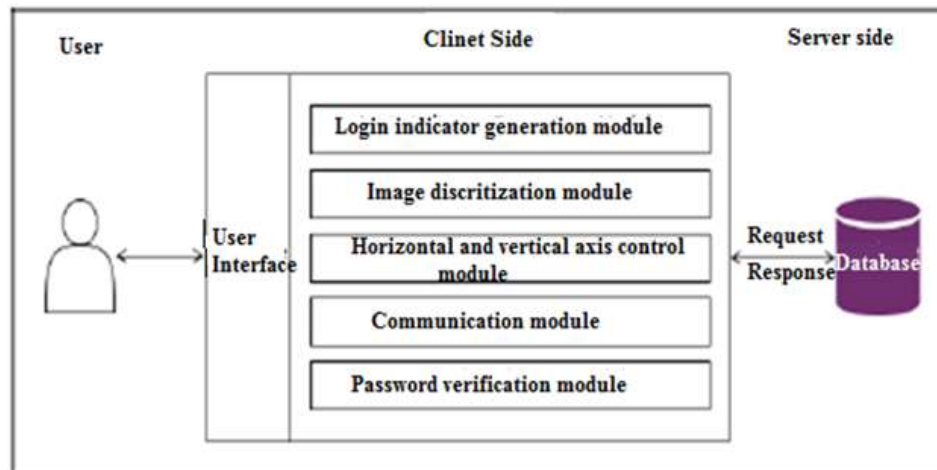 User
Clinet Side
Server side
Login indicator generation module
Image discritization module
User
Interface
Horizontal and vertical axis control
module
Request
Response
Database
Communication module
Password verification module